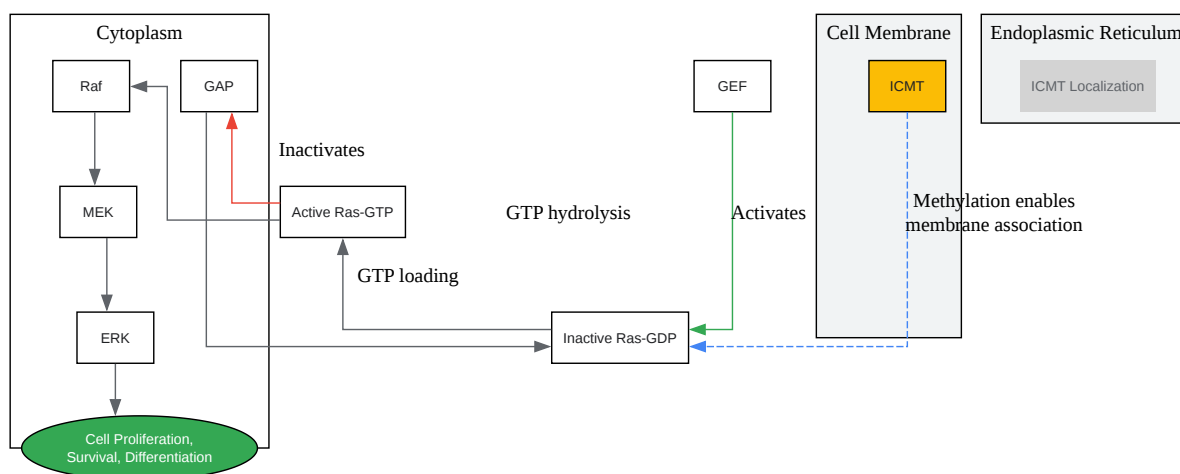 Cytoplasm
Cell Membrane
Endoplasmic Reticulum
Raf
GAP
GEF
ICMT
ICMT Localization
Inactivates
MEK
Active Ras-GTP
GTP hydrolysis
Activates
Methylation enables
membrane association
GTP loading
ERK
Inactive Ras-GDP
Cell Proliferation,
Survival, Differentiation